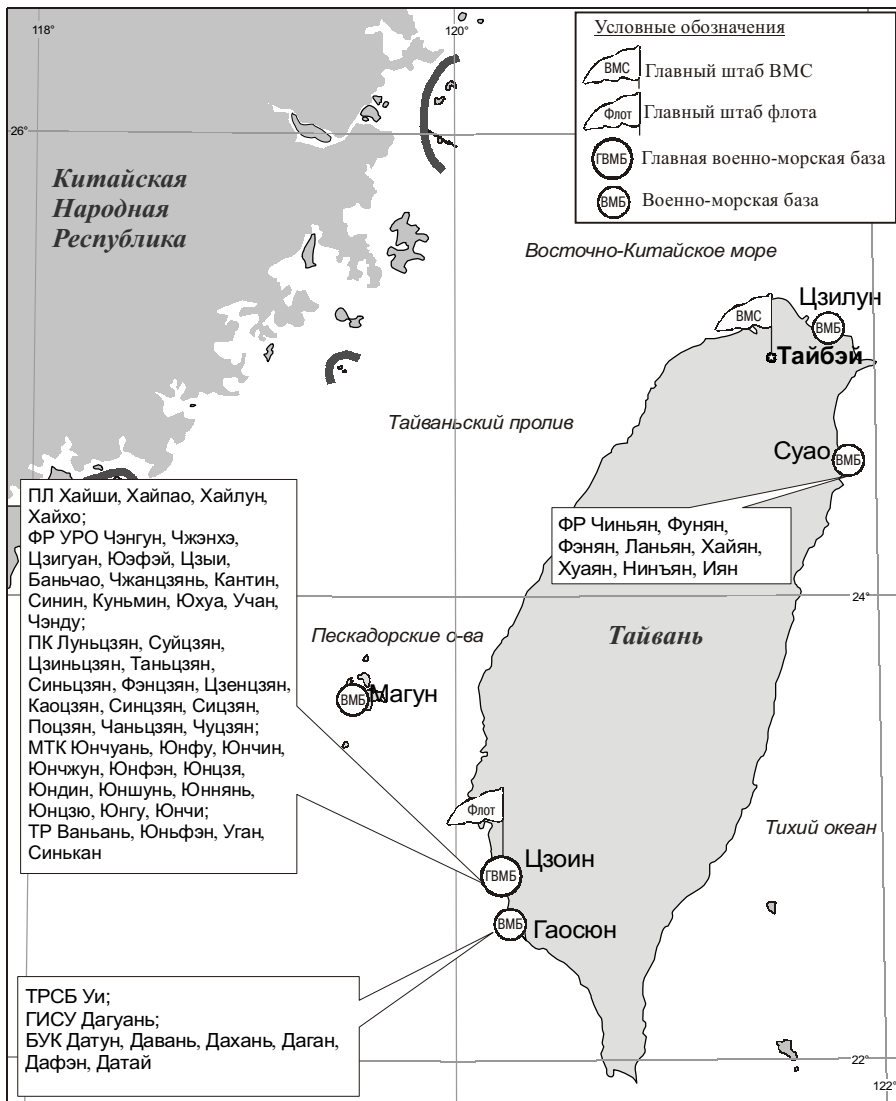 118°
120°
Условные обозначения
ВМС Главный штаб ВМС
Флот Главный штаб флота
ГВМБ Главная военно-морская база
ВМБ Военно-морская база
26°
Китайская
Народная
Республика
Восточно-Китайское море
ВМС
Цзилун
ВМБ
Тайбэй
Тайваньский пролив
Суао
ВМБ
ПЛ Хайши, Хайпао, Хайлун,
Хайхо;
ФР УРО Чэнгун, Чжэнхэ,
Цзигуан, Юэфэй, Цзыи,
Баньчао, Чжанцзянь, Кантин,
Синин, Куньмин, Юхуа, Учан,
Чэнду;
ПК Луньцзян, Суйцзян,
Цзиньцзян, Таньцзян,
Синьцзян, Фэнцзян, Цзенцзян,
Каоцзян, Синцзян, Сицзян,
Поцзян, Чаньцзян, Чуцзян;
МТК Юнчуань, Юнфу, Юнчин,
Юнчжун, Юнфэн, Юнцзя,
Юндин, Юншунь, Юннянь,
Юнцзю, Юнгу, Юнчи;
ТР Ваньань, Юньфэн, Уган,
Синькан
ФР Чиньян, Фунян,
Фэнян, Ланьян, Хайян,
Хуаян, Нинъян, Иян
24°
Пескадорские о-ва
Тайвань
ВМБ
Магун
Флот
Тихий океан
Цзоин
ГВМБ
ВМБ
Гаосюн
ТРСБ Уи;
ГИСУ Дагуань;
БУК Датун, Давань, Дахань, Даган,
Дафэн, Датай
22°
122°